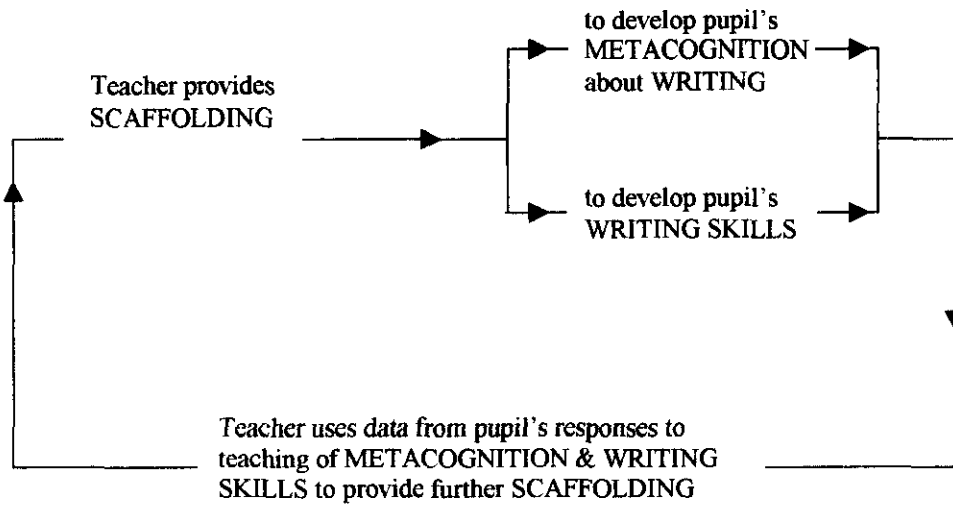 to develop pupil's
METACOGNITION
about WRITING
Teacher provides
SCAFFOLDING
to develop pupil's
WRITING SKILLS
Teacher uses data from pupil's responses to
teaching of METACOGNITION & WRITING
SKILLS to provide further SCAFFOLDING